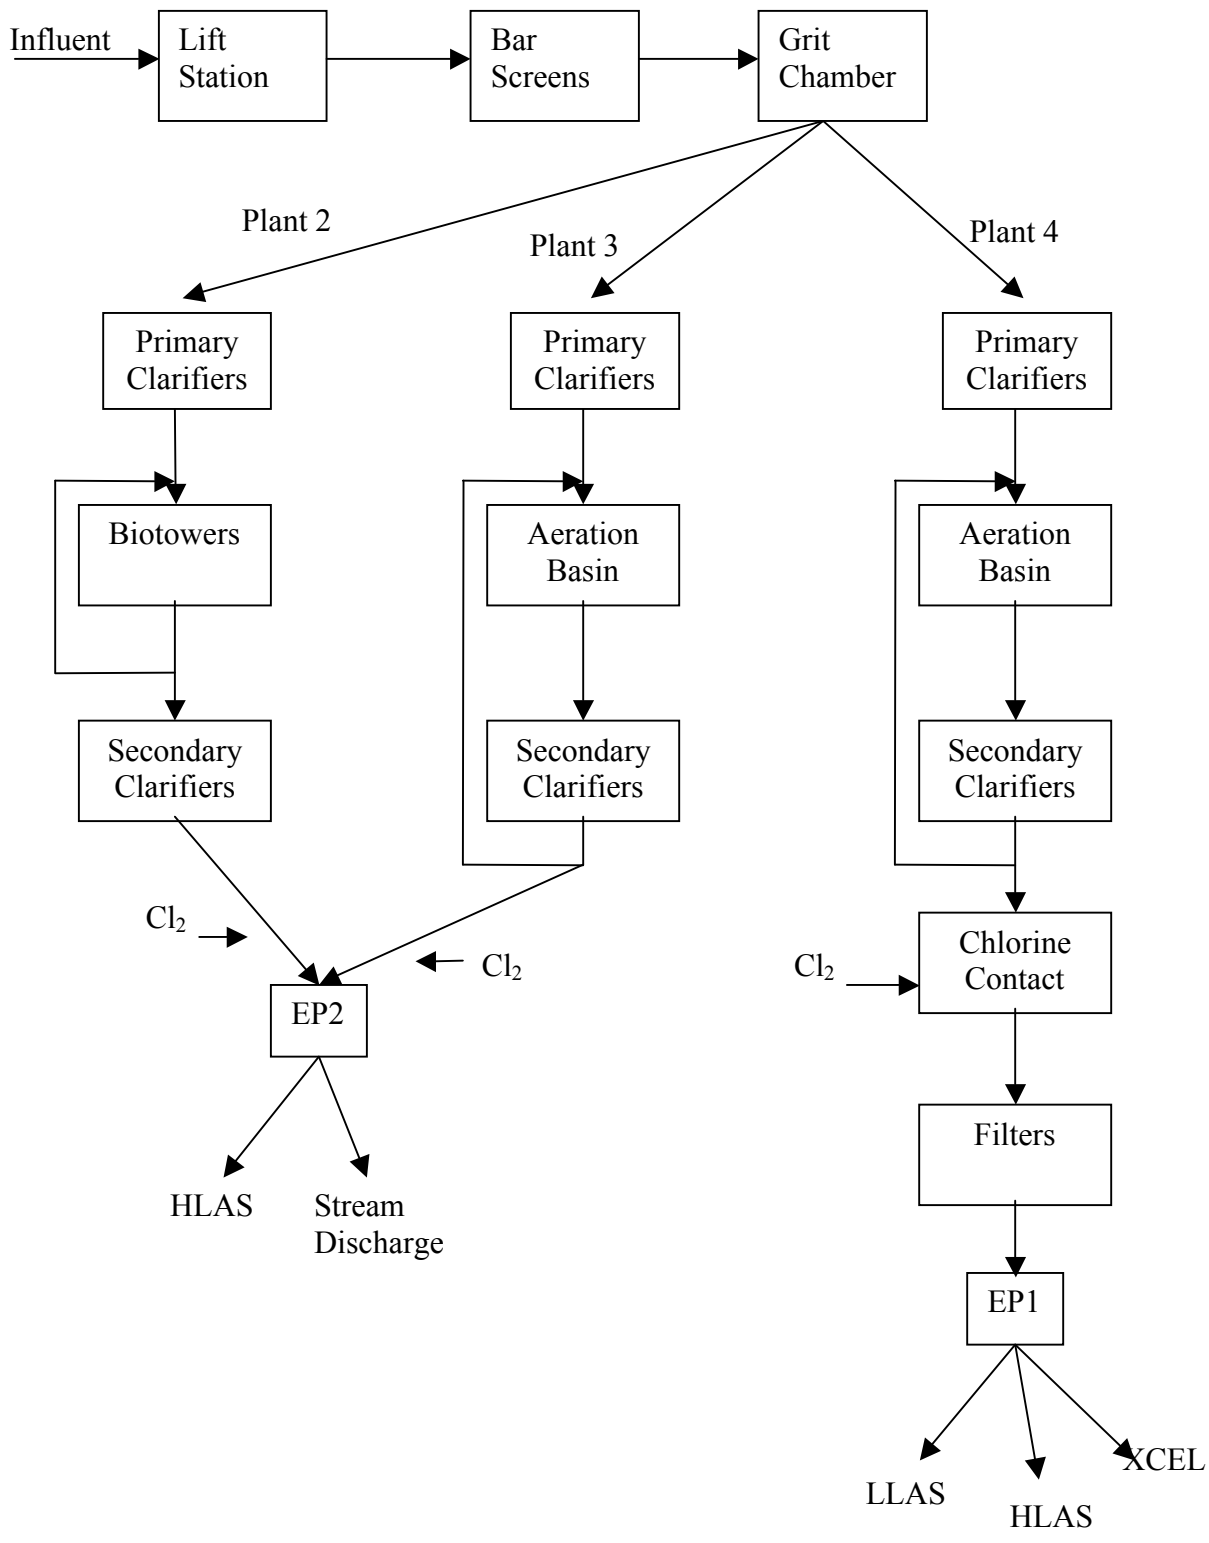 Influent
Lift
Station
Bar
Screens
Grit
Chamber
Plant 2
Plant 3
Plant 4
Primary
Clarifiers
Primary
Clarifiers
Primary
Clarifiers
Biotowers
Aeration
Basin
Aeration
Basin
Secondary
Clarifiers
Secondary
Clarifiers
Secondary
Clarifiers
Cl₂
Cl₂
Cl₂
Chlorine
Contact
EP2
HLAS
Stream
Discharge
Filters
EP1
LLAS
HLAS
XCEL